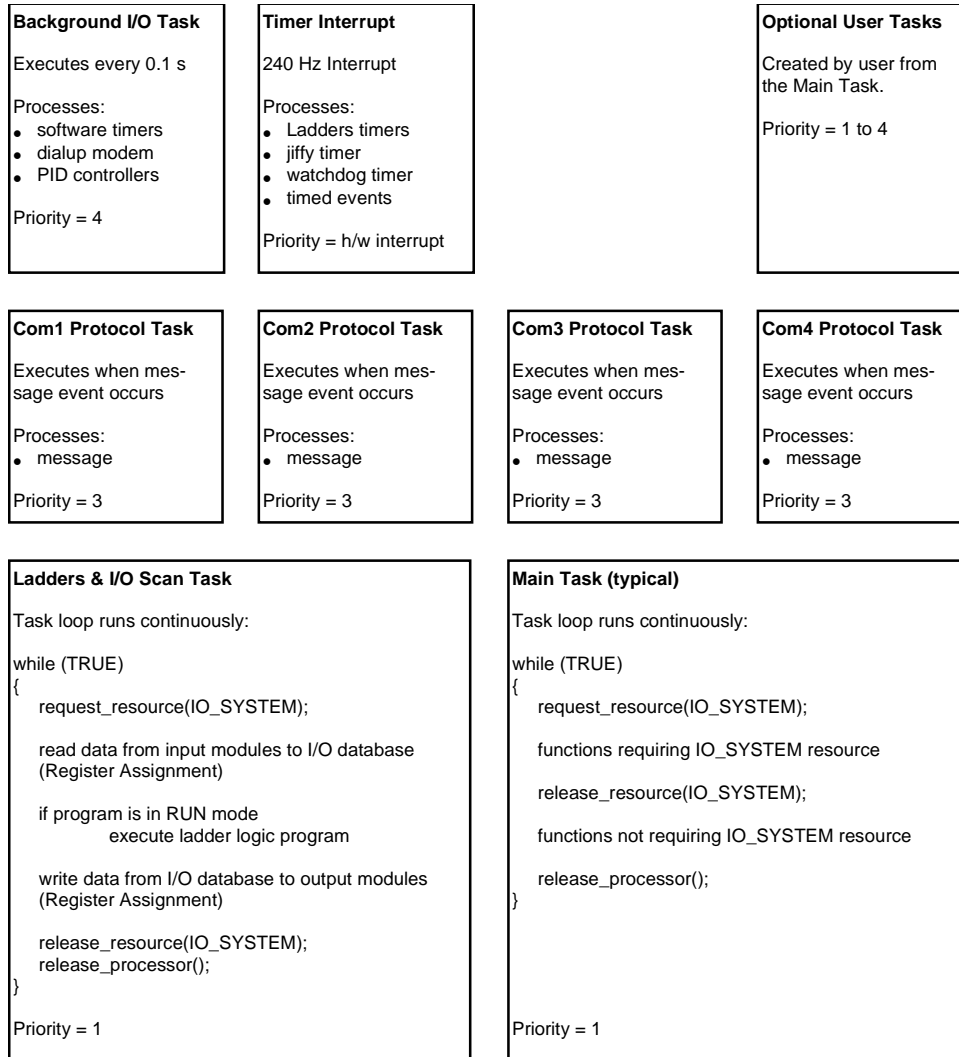 Background I/O Task
Executes every 0.1 s
Processes:
• software timers
• dialup modem
• PID controllers
Priority = 4
Timer Interrupt
240 Hz Interrupt
Processes:
• Ladders timers
• jiffy timer
• watchdog timer
• timed events
Priority = h/w interrupt
Optional User Tasks
Created by user from
the Main Task.
Priority = 1 to 4
Com1 Protocol Task
Executes when mes-
sage event occurs
Processes:
• message
Priority = 3
Com2 Protocol Task
Executes when mes-
sage event occurs
Processes:
• message
Priority = 3
Com3 Protocol Task
Executes when mes-
sage event occurs
Processes:
• message
Priority = 3
Com4 Protocol Task
Executes when mes-
sage event occurs
Processes:
• message
Priority = 3
Ladders & I/O Scan Task
Task loop runs continuously:
while (TRUE)
{
request_resource(IO_SYSTEM);
read data from input modules to I/O database
(Register Assignment)
if program is in RUN mode
execute ladder logic program
write data from I/O database to output modules
(Register Assignment)
release_resource(IO_SYSTEM);
release_processor();
}
Priority = 1
Main Task (typical)
Task loop runs continuously:
while (TRUE)
{
request_resource(IO_SYSTEM);
functions requiring IO_SYSTEM resource
release_resource(IO_SYSTEM);
functions not requiring IO_SYSTEM resource
release_processor();
}
Priority = 1